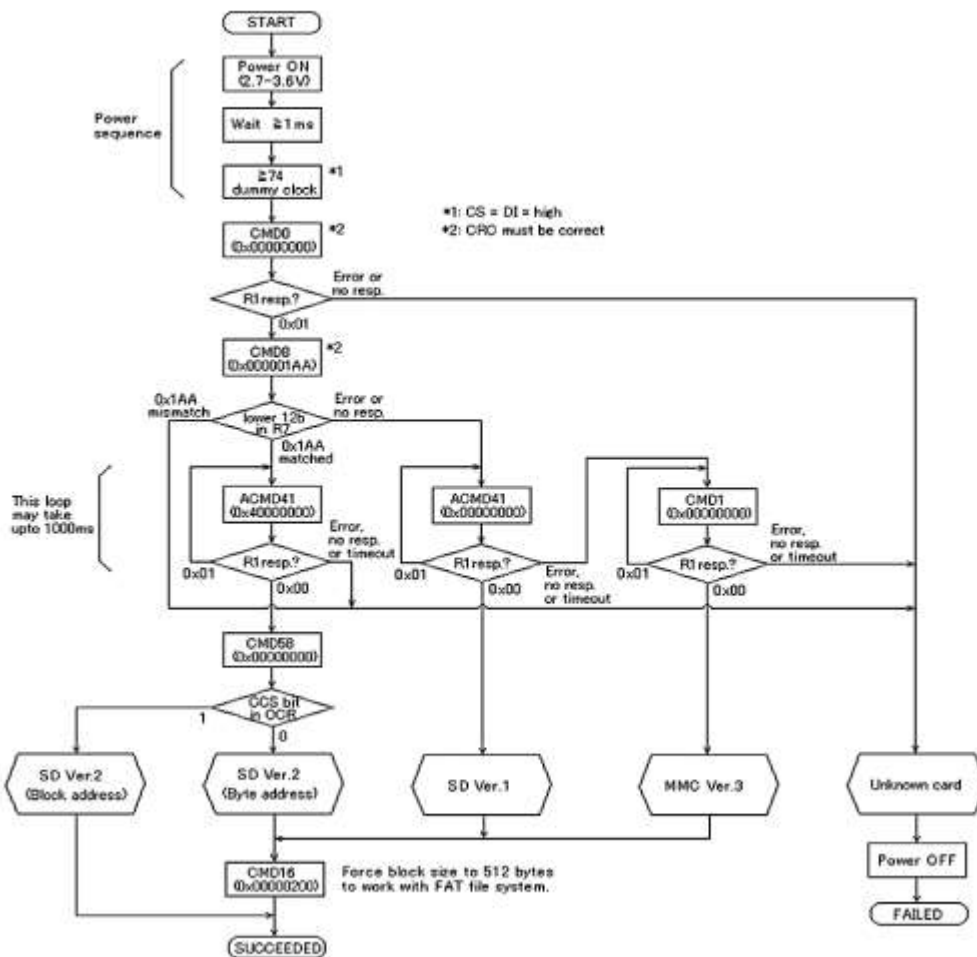 START
Power ON
(2.7-3.6V)
Power
sequence
Wait ≧1ms
≧74
dummy clock
*1
*1: CS = DI = high
*2: CRC must be correct
CMD0
(0x00000000)
*2
Error or
no resp.
R1 resp.?
0x01
CMD8
(0x000001AA)
*2
0x1AA
mismatch
lower 12b
in R7
Error or
no resp.
0x1AA
matched
This loop
may take
upto 1000ms
ACMD41
(0x40000000)
ACMD41
(0x00000000)
CMD1
(0x00000000)
Error,
no resp.
or timeout
R1 resp.?
0x01
0x00
R1 resp.?
0x01
0x00
Error,
no resp.
or timeout
R1 resp.?
0x01
0x00
Error,
no resp.
or timeout
CMD58
(0x00000000)
CCS bit
in OCR
1
0
SD Ver.2
(Block address)
SD Ver.2
(Byte address)
SD Ver.1
MMC Ver.3
Unknown card
CMD16
(0x00000200)
Force block size to 512 bytes
to work with FAT file system.
Power OFF
FAILED
SUCCEEDED